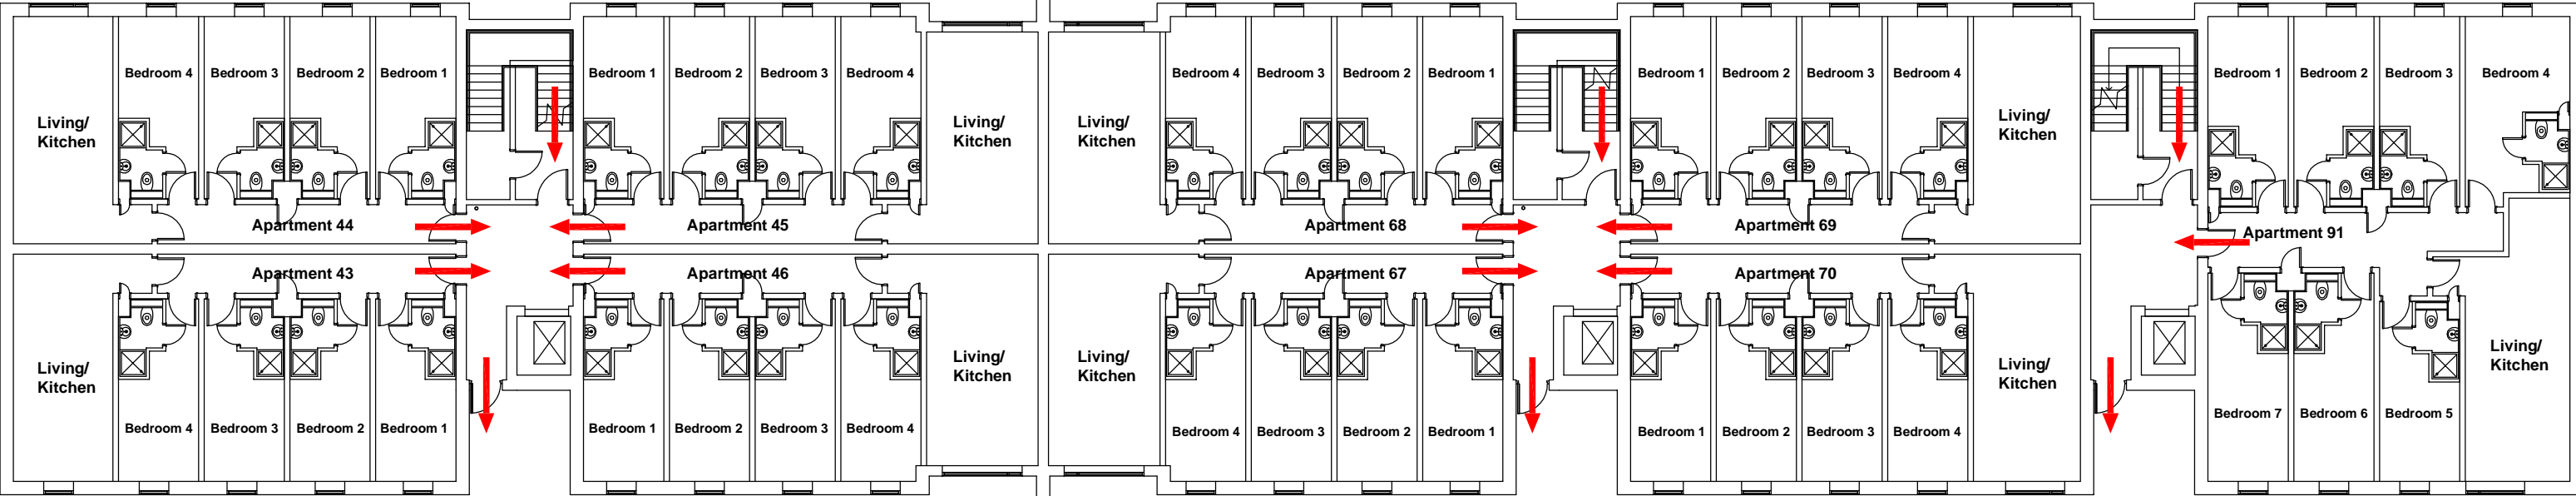 Bedroom 4
Bedroom 3
Bedroom 2
Bedroom 1
Bedroom 1
Bedroom 2
Bedroom 3
Bedroom 4
Bedroom 4
Bedroom 3
Bedroom 2
Bedroom 1
Bedroom 1
Bedroom 2
Bedroom 3
Bedroom 4
Bedroom 1
Bedroom 2
Bedroom 3
Bedroom 4
Living/
Kitchen
Living/
Kitchen
Living/
Kitchen
Living/
Kitchen
Apartment 44
Apartment 45
Apartment 68
Apartment 69
Apartment 91
Apartment 43
Apartment 46
Apartment 67
Apartment 70
Living/
Kitchen
Living/
Kitchen
Living/
Kitchen
Living/
Kitchen
Living/
Kitchen
Bedroom 4
Bedroom 3
Bedroom 2
Bedroom 1
Bedroom 1
Bedroom 2
Bedroom 3
Bedroom 4
Bedroom 4
Bedroom 3
Bedroom 2
Bedroom 1
Bedroom 1
Bedroom 2
Bedroom 3
Bedroom 4
Bedroom 7
Bedroom 6
Bedroom 5